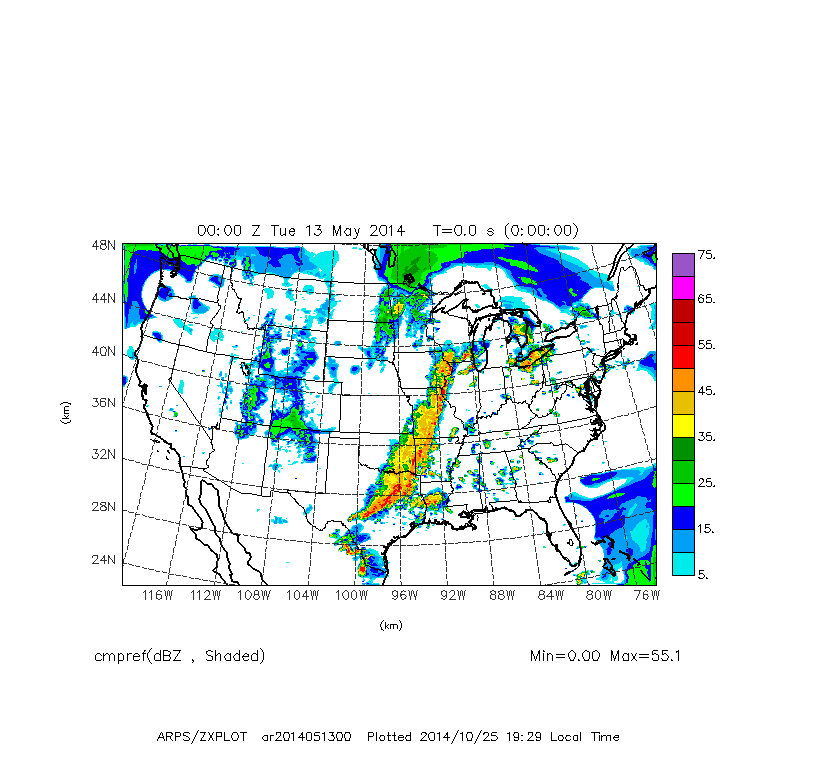 00:00 Z Tue 13 May 2014 T=0.0 s (0:00:00)
48N
44N
40N
36N
32N
28N
24N
(km)
116W 112W 108W 104W 100W 96W 92W 88W 84W 80W 76W
(km)
75.
65.
55.
45.
35.
25.
15.
5.
cmpref(dBZ , Shaded)
Min=0.00 Max=55.1
ARPS/ZXPLOT ar2014051300 Plotted 2014/10/25 19:29 Local Time